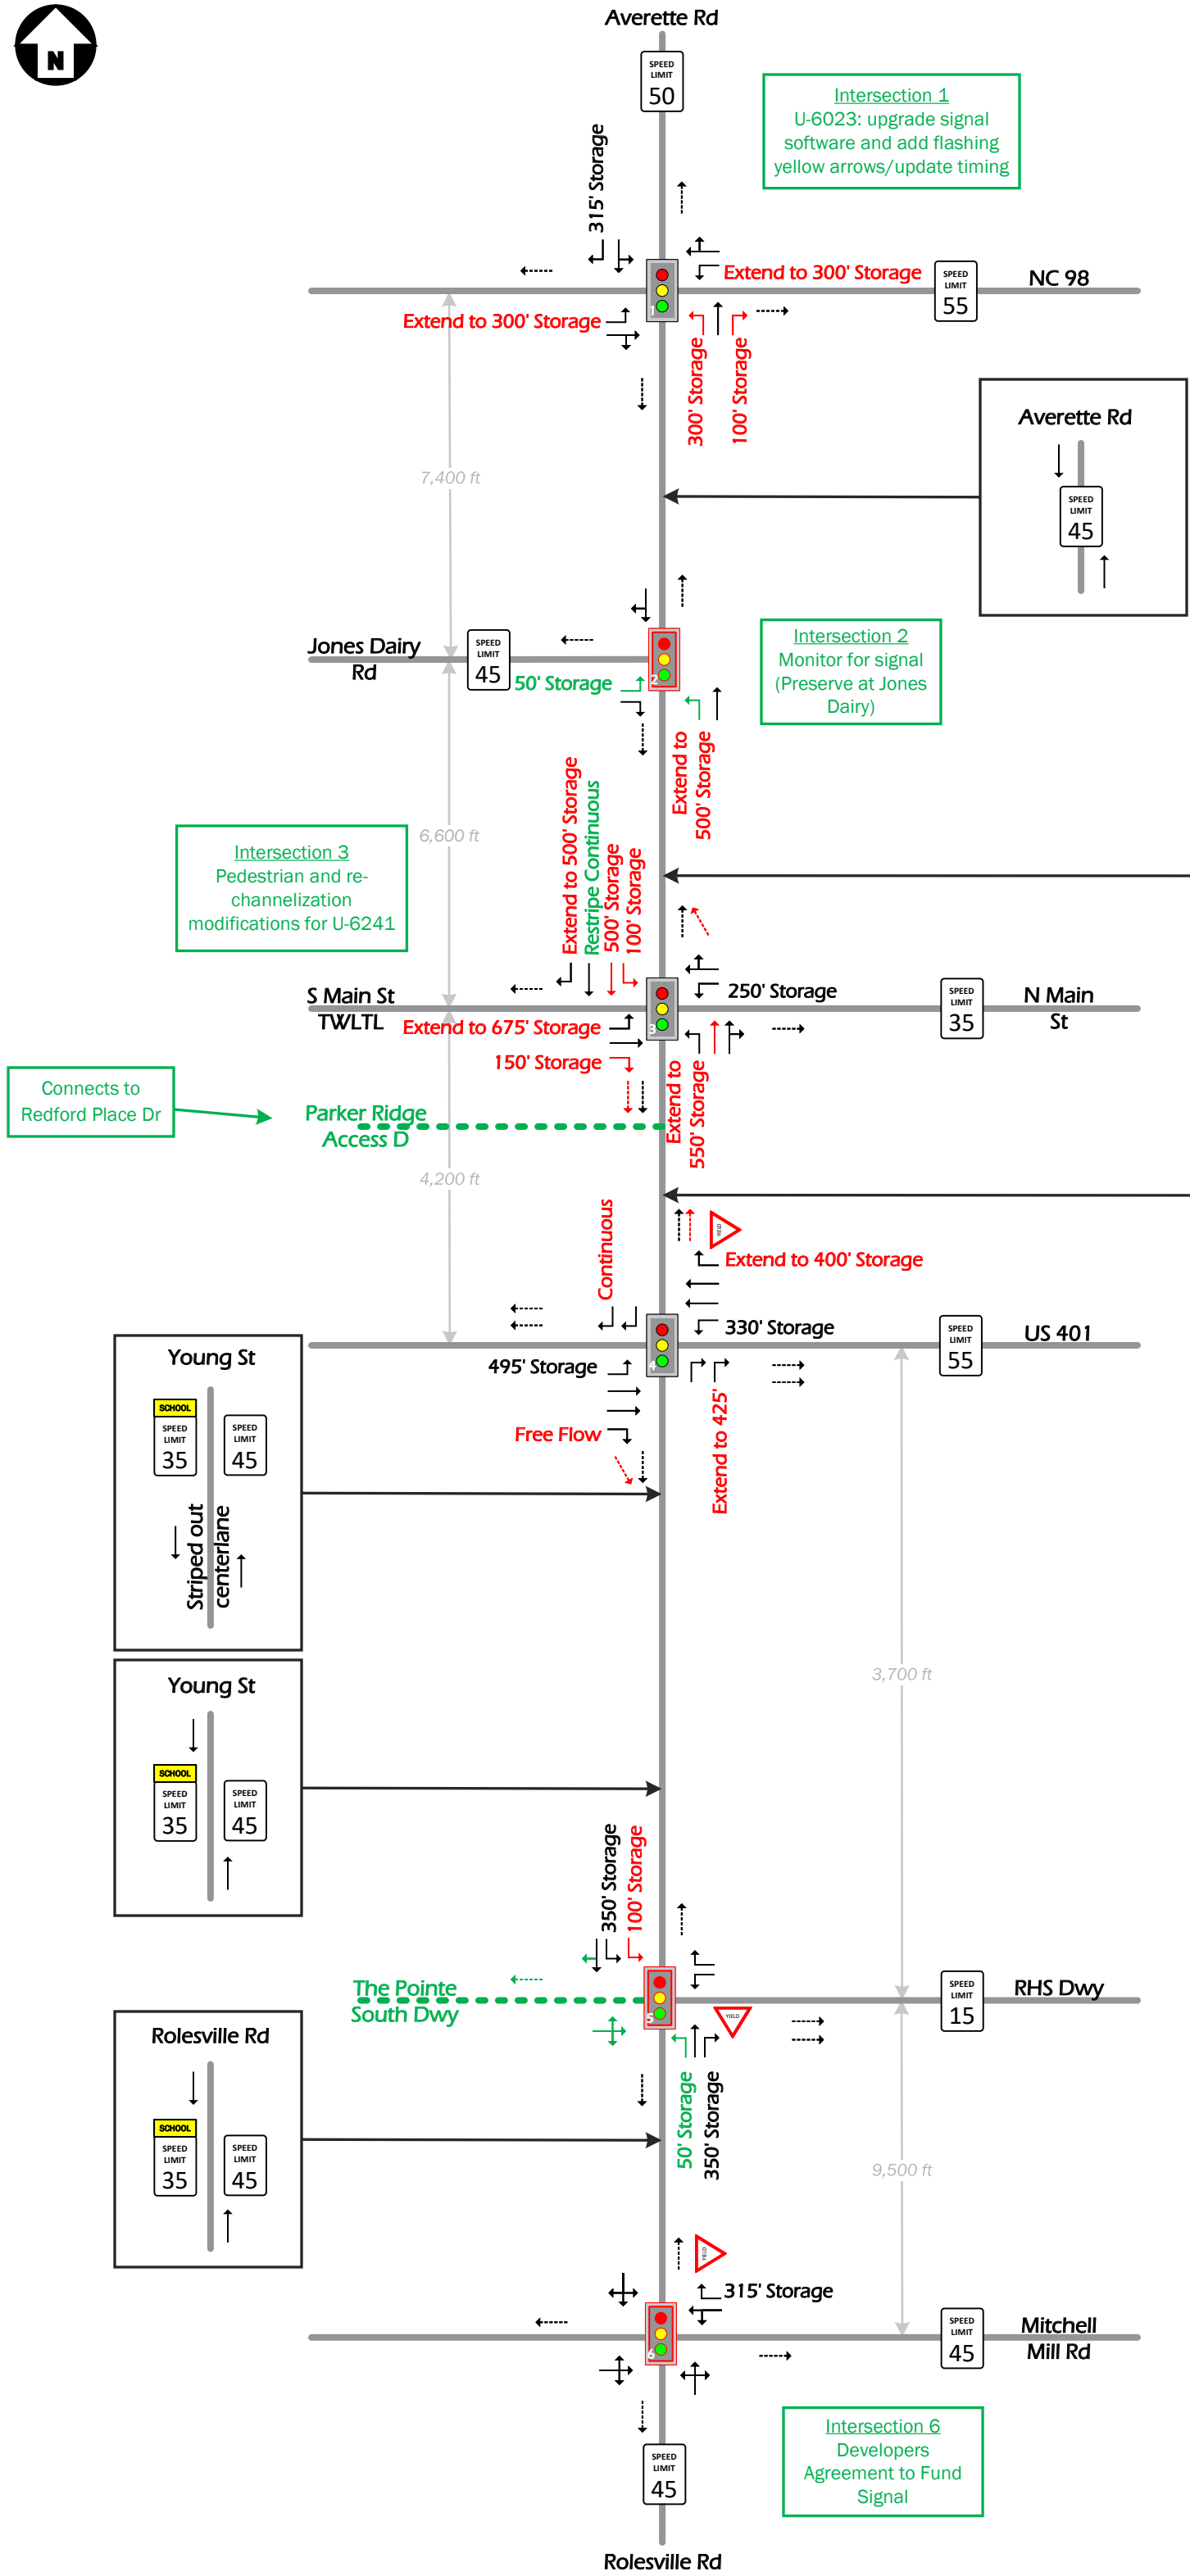 N
Averette Rd
SPEED
LIMIT
50
Intersection 1
U-6023: upgrade signal
software and add flashing
yellow arrows/update timing
315' Storage
Extend to 300' Storage
SPEED
LIMIT
55
NC 98
1
Extend to 300' Storage
300' Storage
100' Storage
7,400 ft
Averette Rd
SPEED
LIMIT
45
Jones Dairy
Rd
SPEED
LIMIT
45
50' Storage
2
Intersection 2
Monitor for signal
(Preserve at Jones
Dairy)
Extend to
500' Storage
6,600 ft
Intersection 3
Pedestrian and re-
channelization
modifications for U-6241
Extend to 500' Storage
Restripe Continuous
500' Storage
100' Storage
S Main St
TWLTL
250' Storage
SPEED
LIMIT
35
N Main
St
3
Extend to 675' Storage
150' Storage
Extend to
550' Storage
Connects to
Redford Place Dr
Parker Ridge
Access D
4,200 ft
Continuous
YIELD
Extend to 400' Storage
330' Storage
SPEED
LIMIT
55
US 401
4
495' Storage
Free Flow
Extend to 425'
Young St
SCHOOL
SPEED
LIMIT
35
SPEED
LIMIT
45
Striped out
centerlane
3,700 ft
Young St
SCHOOL
SPEED
LIMIT
35
SPEED
LIMIT
45
350' Storage
100' Storage
The Pointe
South Dwy
5
YIELD
SPEED
LIMIT
15
RHS Dwy
50' Storage
350' Storage
Rolesville Rd
SCHOOL
SPEED
LIMIT
35
SPEED
LIMIT
45
9,500 ft
YIELD
315' Storage
6
SPEED
LIMIT
45
Mitchell
Mill Rd
Intersection 6
Developers
Agreement to Fund
Signal
SPEED
LIMIT
45
Rolesville Rd